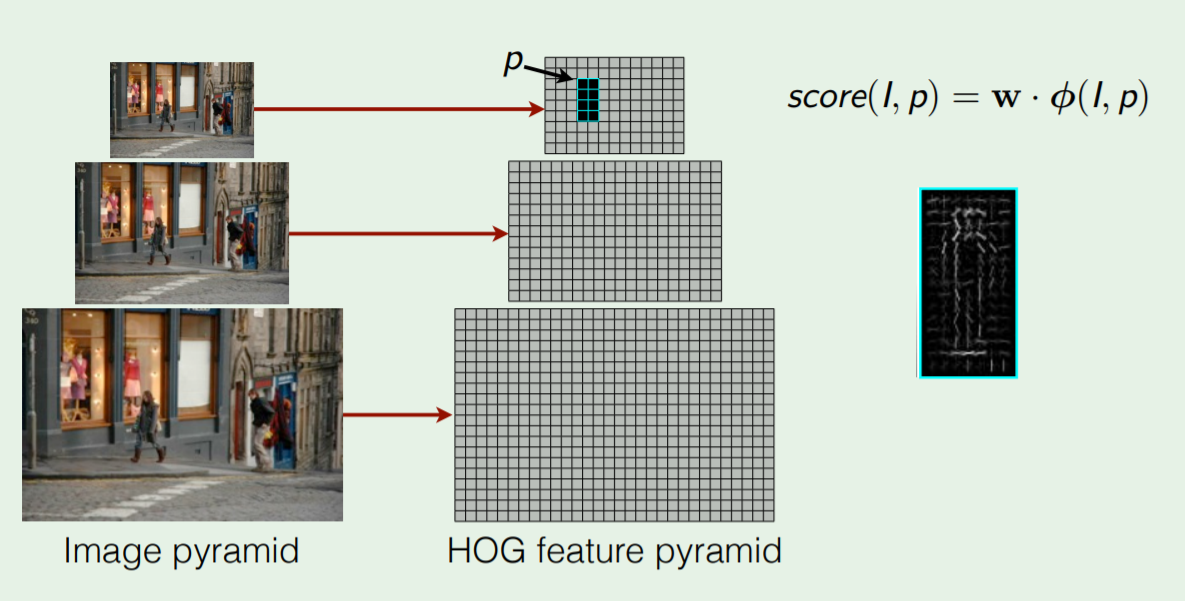 p
score(I, p) = w · ϕ(I, p)
Image pyramid
HOG feature pyramid